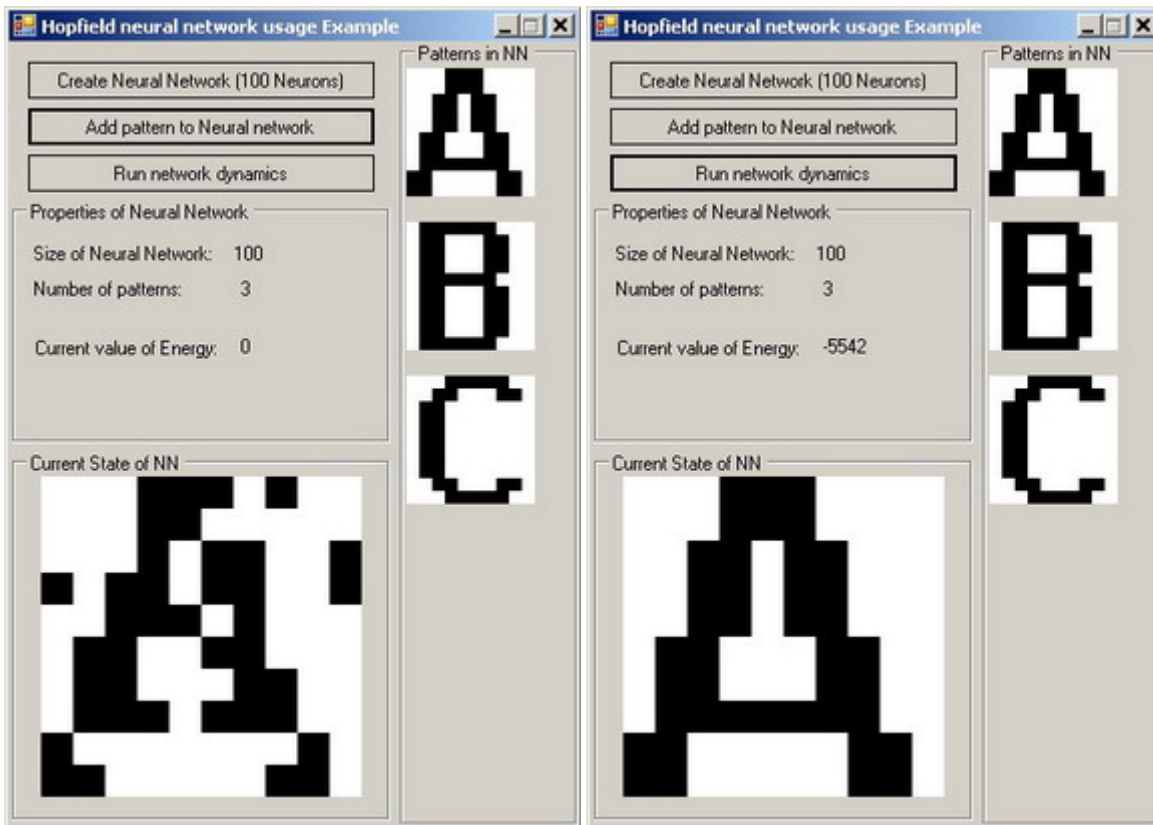 Hopfield neural network usage Example
Patterns in NN
Create Neural Network (100 Neurons)
Add pattern to Neural network
Run network dynamics
Properties of Neural Network
Size of Neural Network: 100
Number of patterns: 3
Current value of Energy: 0
Current State of NN
A
B
C
Hopfield neural network usage Example
Patterns in NN
Create Neural Network (100 Neurons)
Add pattern to Neural network
Run network dynamics
Properties of Neural Network
Size of Neural Network: 100
Number of patterns: 3
Current value of Energy: -5542
Current State of NN
A
B
C
A